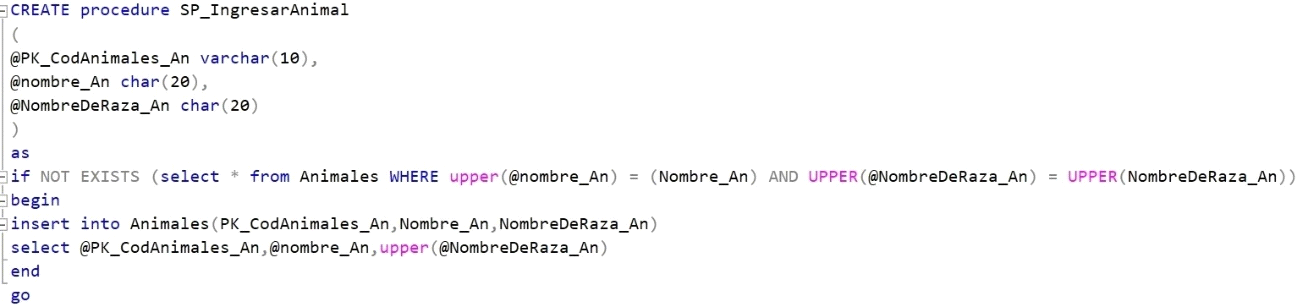 CREATE procedure SP_IngresarAnimal
(
@PK_CodAnimales_An varchar(10),
@nombre_An char(20),
@NombreDeRaza_An char(20)
)
as
if NOT EXISTS (select * from Animales WHERE upper(@nombre_An) = (Nombre_An) AND UPPER(@NombreDeRaza_An) = UPPER(NombreDeRaza_An))
begin
insert into Animales(PK_CodAnimales_An,Nombre_An,NombreDeRaza_An)
select @PK_CodAnimales_An,@nombre_An,upper(@NombreDeRaza_An)
end
go